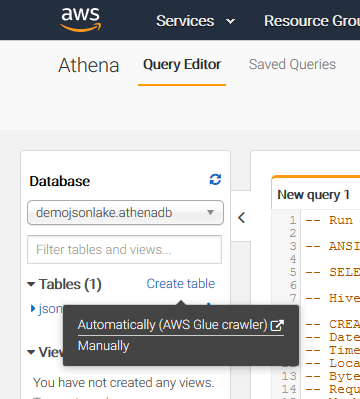 aws
Services
Resource Grou
Athena
Query Editor
Saved Queries
Database
demojsonlake.athenadb
Filter tables and views...
Tables (1)
Create table
json
Automatically (AWS Glue crawler)
Manually
View
You have not created any views.
New query 1
1 -- Run
2
3 -- ANSI
4
5 -- SELE
6
7 -- Hive
8
9 -- CREA
10 -- Date
11 -- Time
12 -- Loca
13 -- Byte
14 -- Requ